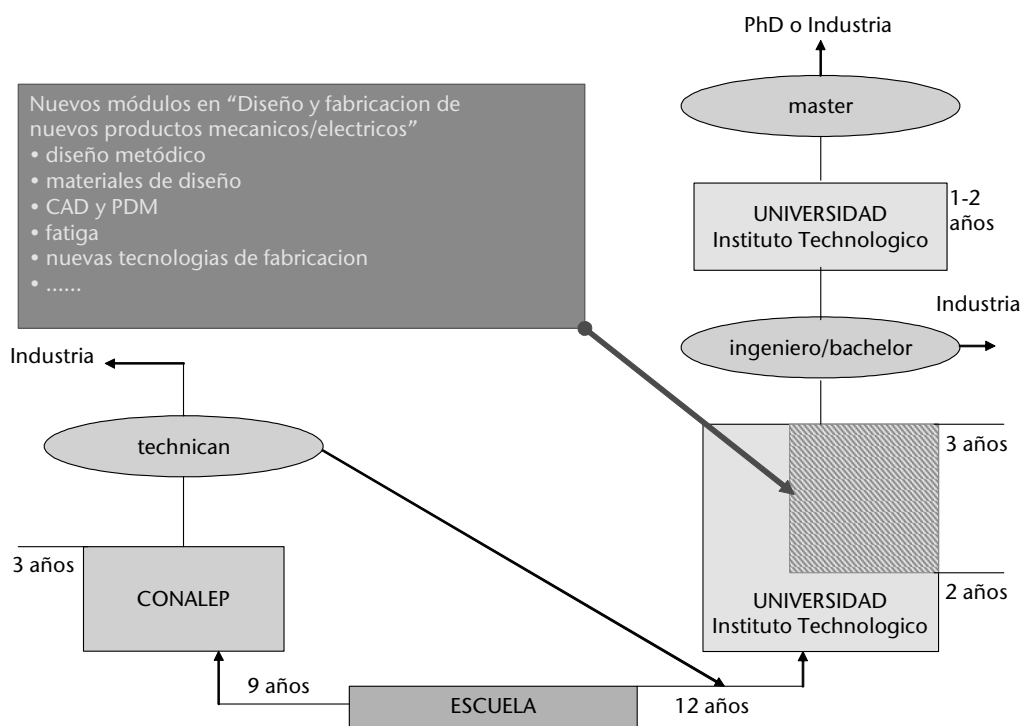 PhD o Industria
Nuevos módulos en “Diseño y fabricacion de
nuevos productos mecanicos/electricos”
• diseño metódico
• materiales de diseño
• CAD y PDM
• fatiga
• nuevas tecnologias de fabricacion
• ......
master
UNIVERSIDAD
Instituto Technologico
1-2
años
Industria
ingeniero/bachelor
Industria
technican
3 años
3 años
CONALEP
2 años
UNIVERSIDAD
Instituto Technologico
9 años
ESCUELA
12 años